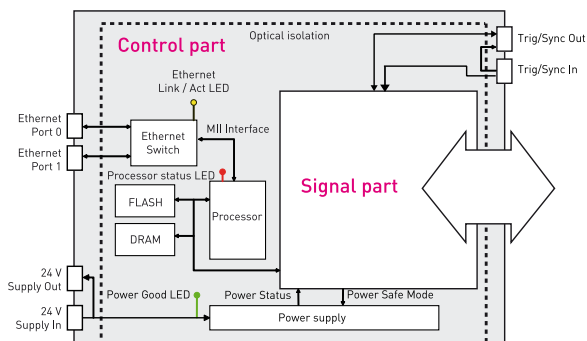 Control part
Optical isolation
Trig/Sync Out
Trig/Sync In
Ethernet
Link / Act LED
Ethernet
Port 0
Ethernet
Port 1
Ethernet
Switch
MII Interface
Processor status LED
FLASH
DRAM
Processor
Signal part
24 V
Supply Out
24 V
Supply In
Power Good LED
Power Status
Power Safe Mode
Power supply